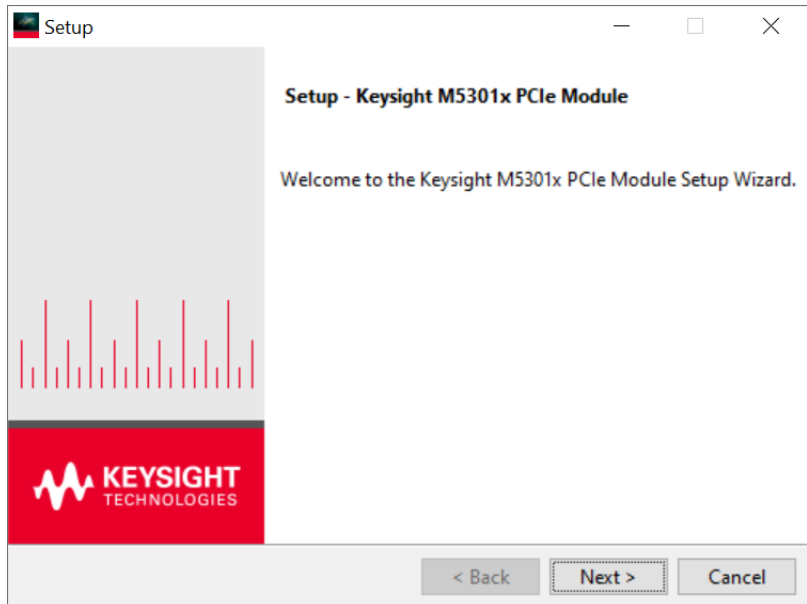 Setup
Setup - Keysight M5301x PCIe Module
Welcome to the Keysight M5301x PCIe Module Setup Wizard.
KEYSIGHT
TECHNOLOGIES
< Back
Next >
Cancel